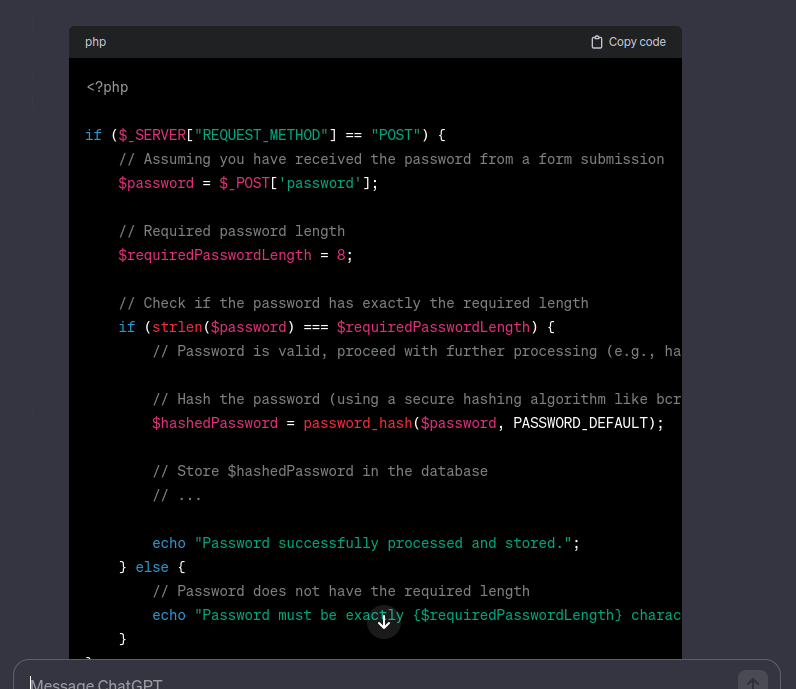 php
Copy code
<?php
if ($_SERVER["REQUEST_METHOD"] == "POST") {
// Assuming you have received the password from a form submission
$password = $_POST['password'];
// Required password length
$requiredPasswordLength = 8;
// Check if the password has exactly the required length
if (strlen($password) === $requiredPasswordLength) {
// Password is valid, proceed with further processing (e.g., ha
// Hash the password (using a secure hashing algorithm like bcr
$hashedPassword = password_hash($password, PASSWORD_DEFAULT);
// Store $hashedPassword in the database
// ...
echo "Password successfully processed and stored.";
} else {
// Password does not have the required length
echo "Password must be exactly {$requiredPasswordLength} charac
}
}
Message ChatGPT